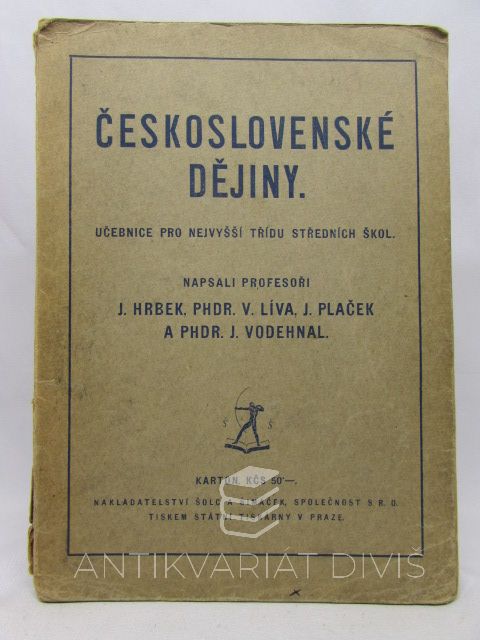 ČESKOSLOVENSKÉ
DĚJINY.
UČEBNICE PRO NEJVYŠŠÍ TŘÍDU STŘEDNÍCH ŠKOL.
NAPSALI PROFESOŘI
J. HRBEK, PHDR. V. LÍVA, J. PLAČEK
A PHDR. J. VODEHNAL.
Š Š
KARTON. KČS 50'—,
NAKLADATELSTVÍ ŠOLC A ŠIMÁČEK, SPOLEČNOST S R. O.
TISKEM STÁTNÍ TISKÁRNY V PRAZE.
ANTIKVARIÁT DIVIŠ